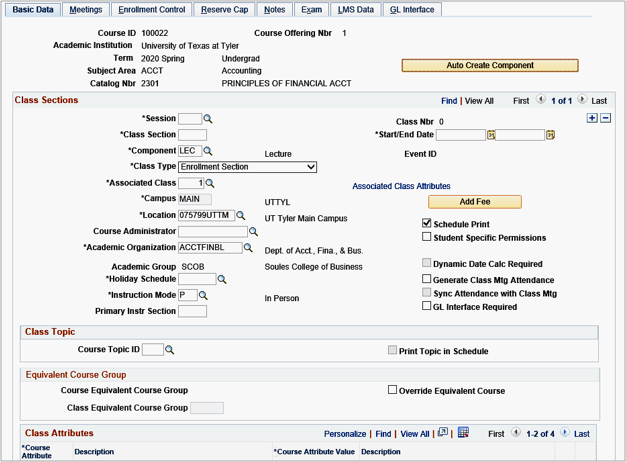 Basic Data Meetings Enrollment Control Reserve Cap Notes Exam LMS Data GL Interface
Course ID 100022 Course Offering Nbr 1
Academic Institution University of Texas at Tyler
Term 2020 Spring Undergrad
Subject Area ACCT Accounting
Auto Create Component
Catalog Nbr 2301 PRINCIPLES OF FINANCIAL ACCT
Class Sections Find | View All First 1 of 1 Last
*Session Class Nbr 0
*Class Section *Start/End Date
*Component LEC Lecture Event ID
*Class Type Enrollment Section
*Associated Class 1 Associated Class Attributes
*Campus MAIN UTTYL Add Fee
*Location 075799UTTM UT Tyler Main Campus
Schedule Print
Course Administrator
Student Specific Permissions
*Academic Organization ACCTFINBL Dept. of Acct., Fina., & Bus.
Academic Group SCOB Soules College of Business
Dynamic Date Calc Required
*Holiday Schedule
Generate Class Mtg Attendance
*Instruction Mode P In Person
Sync Attendance with Class Mtg
Primary Instr Section
GL Interface Required
Class Topic
Course Topic ID Print Topic in Schedule
Equivalent Course Group
Course Equivalent Course Group Override Equivalent Course
Class Equivalent Course Group
Class Attributes Personalize | Find | View All | | First 1-2 of 4 Last
*Course Attribute Description *Course Attribute Value Description